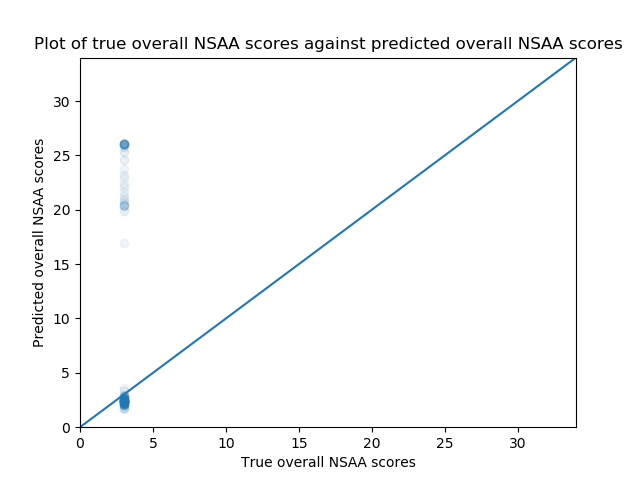 Plot of true overall NSAA scores against predicted overall NSAA scores
30
25
20
15
10
5
0
Predicted overall NSAA scores
0 5 10 15 20 25 30
True overall NSAA scores